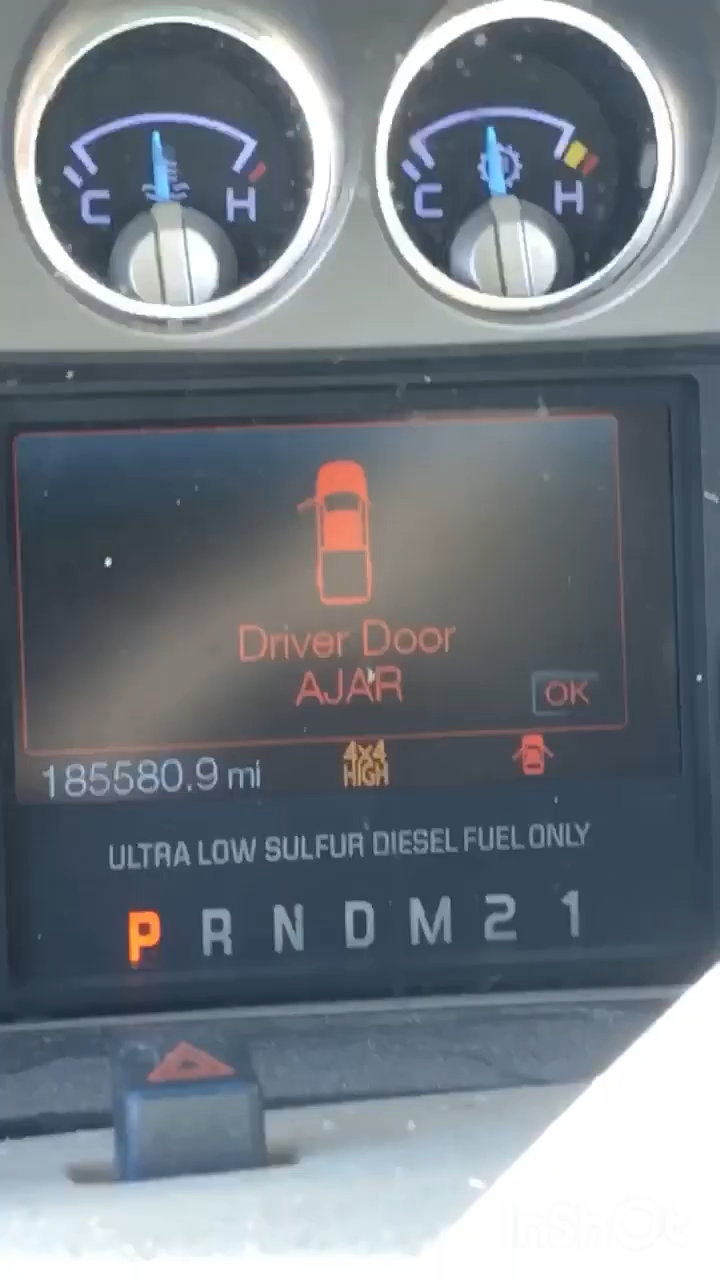 C H
C H
Driver Door
AJAR
OK
185580.9 mi
4x4
HIGH
ULTRA LOW SULFUR DIESEL FUEL ONLY
P R N D M 2 1
InShOt